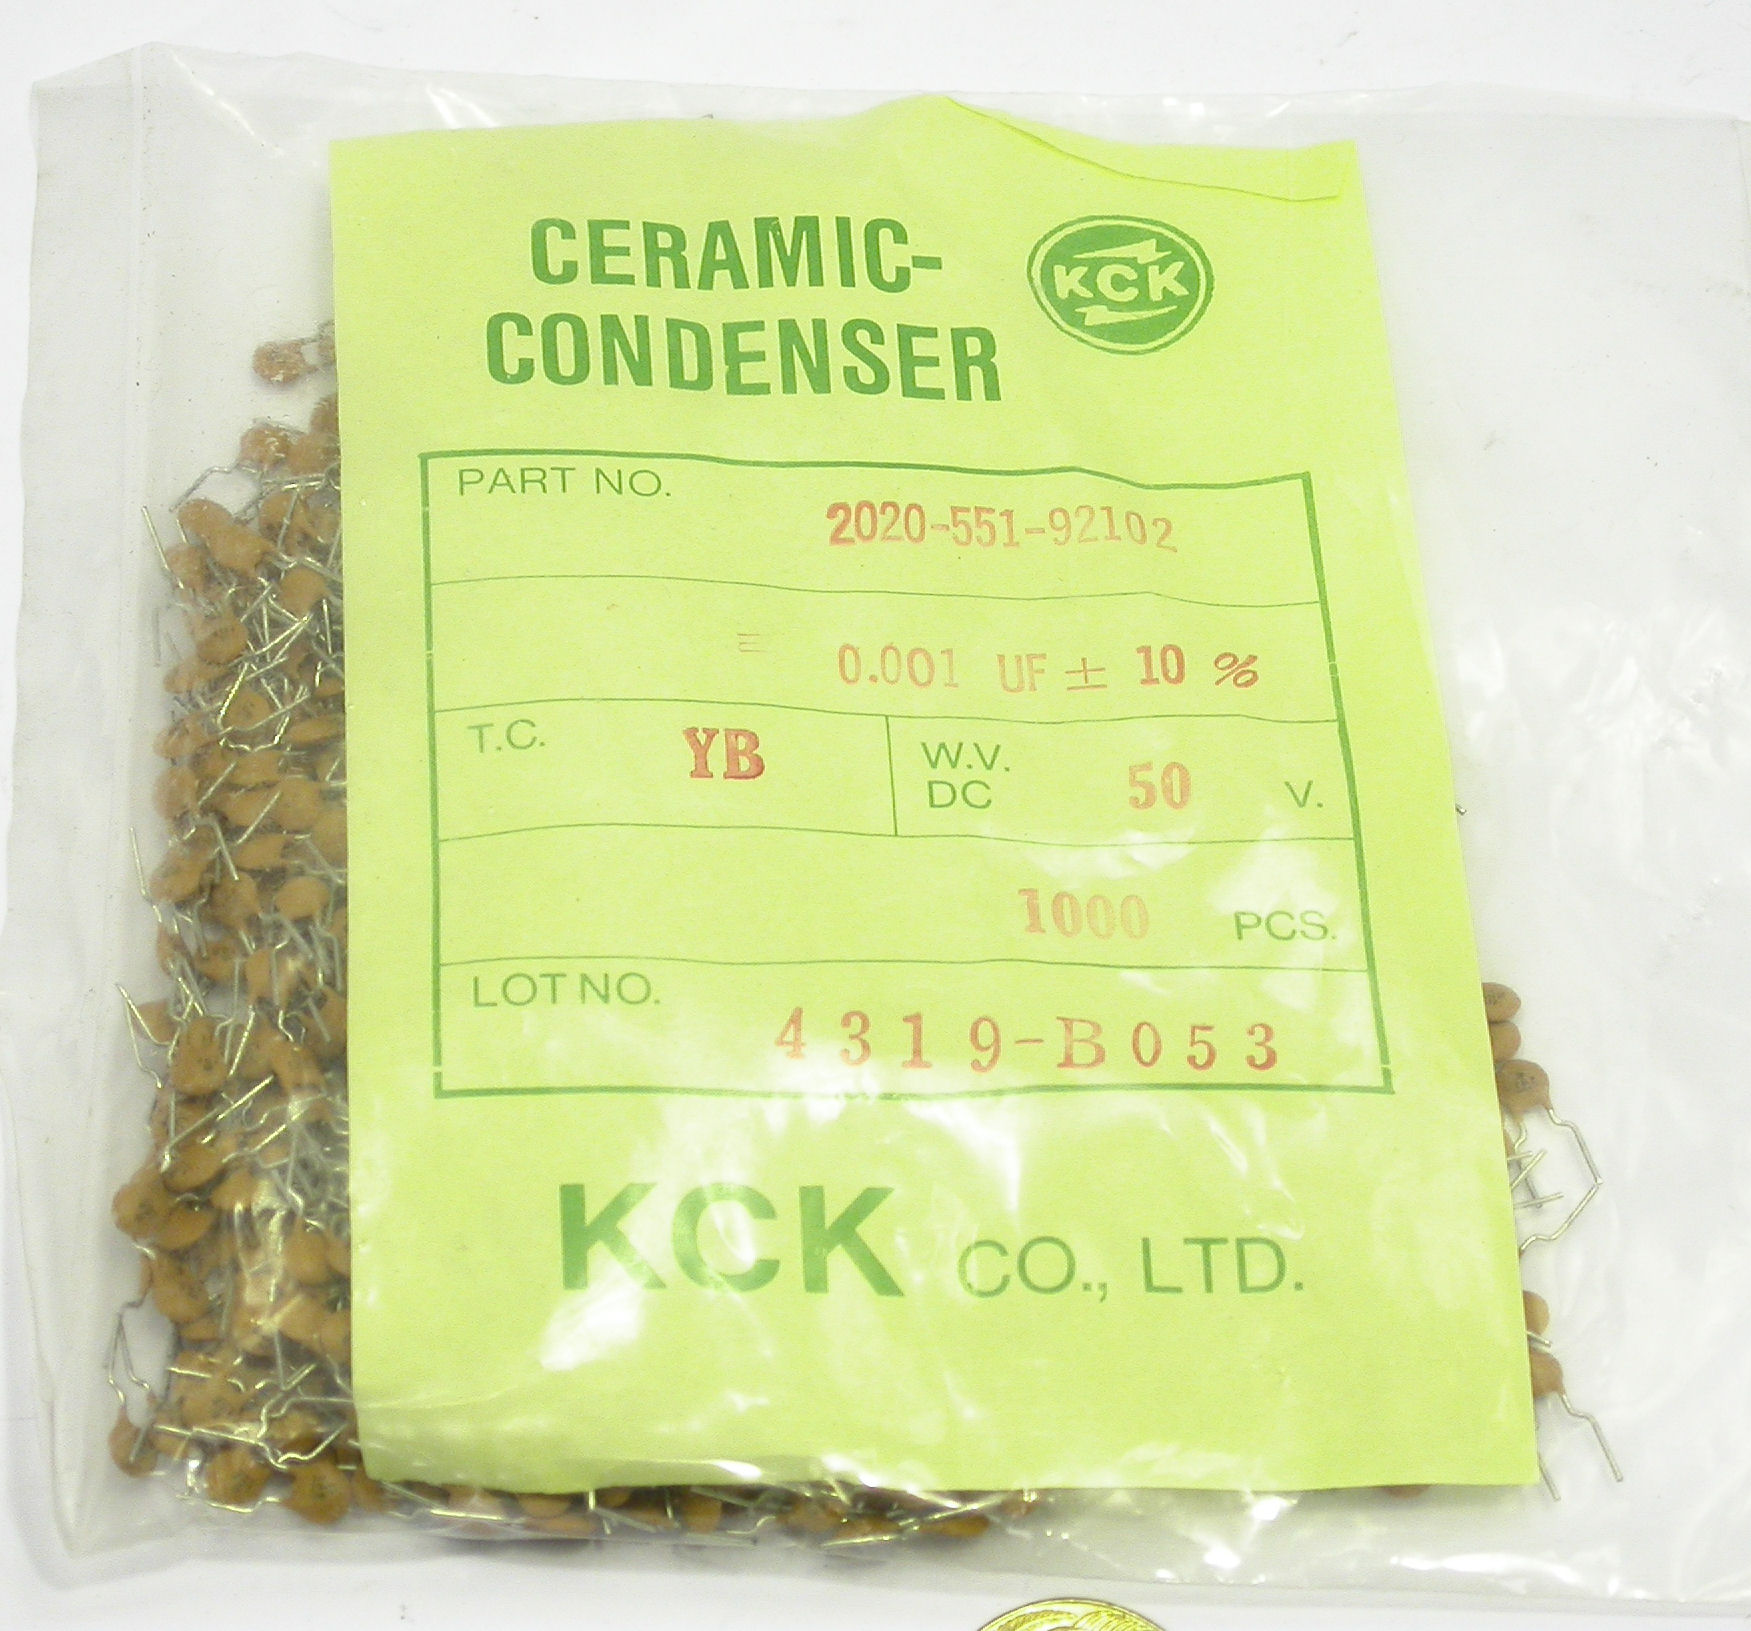 CERAMIC-
CONDENSER
KCK
PART NO.
2020-551-92102
= 0.001 UF ± 10 %
T.C. YB W.V. DC 50 V.
1000 PCS.
LOT NO.
4319-B053
KCK CO., LTD.